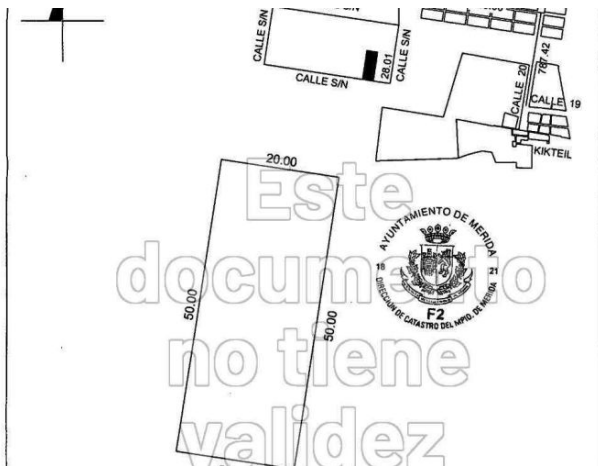 CALLE S/N
CALLE S/N
CALLE S/N
28.01
CALLE 20
787.42
CALLE 19
KIKTEIL
20.00
50.00
50.00
AYUNTAMIENTO DE MERIDA
18 21
DIRECCION DE CATASTRO DEL MPIO. DE MERIDA
F2
Este
documento
no tiene
validez